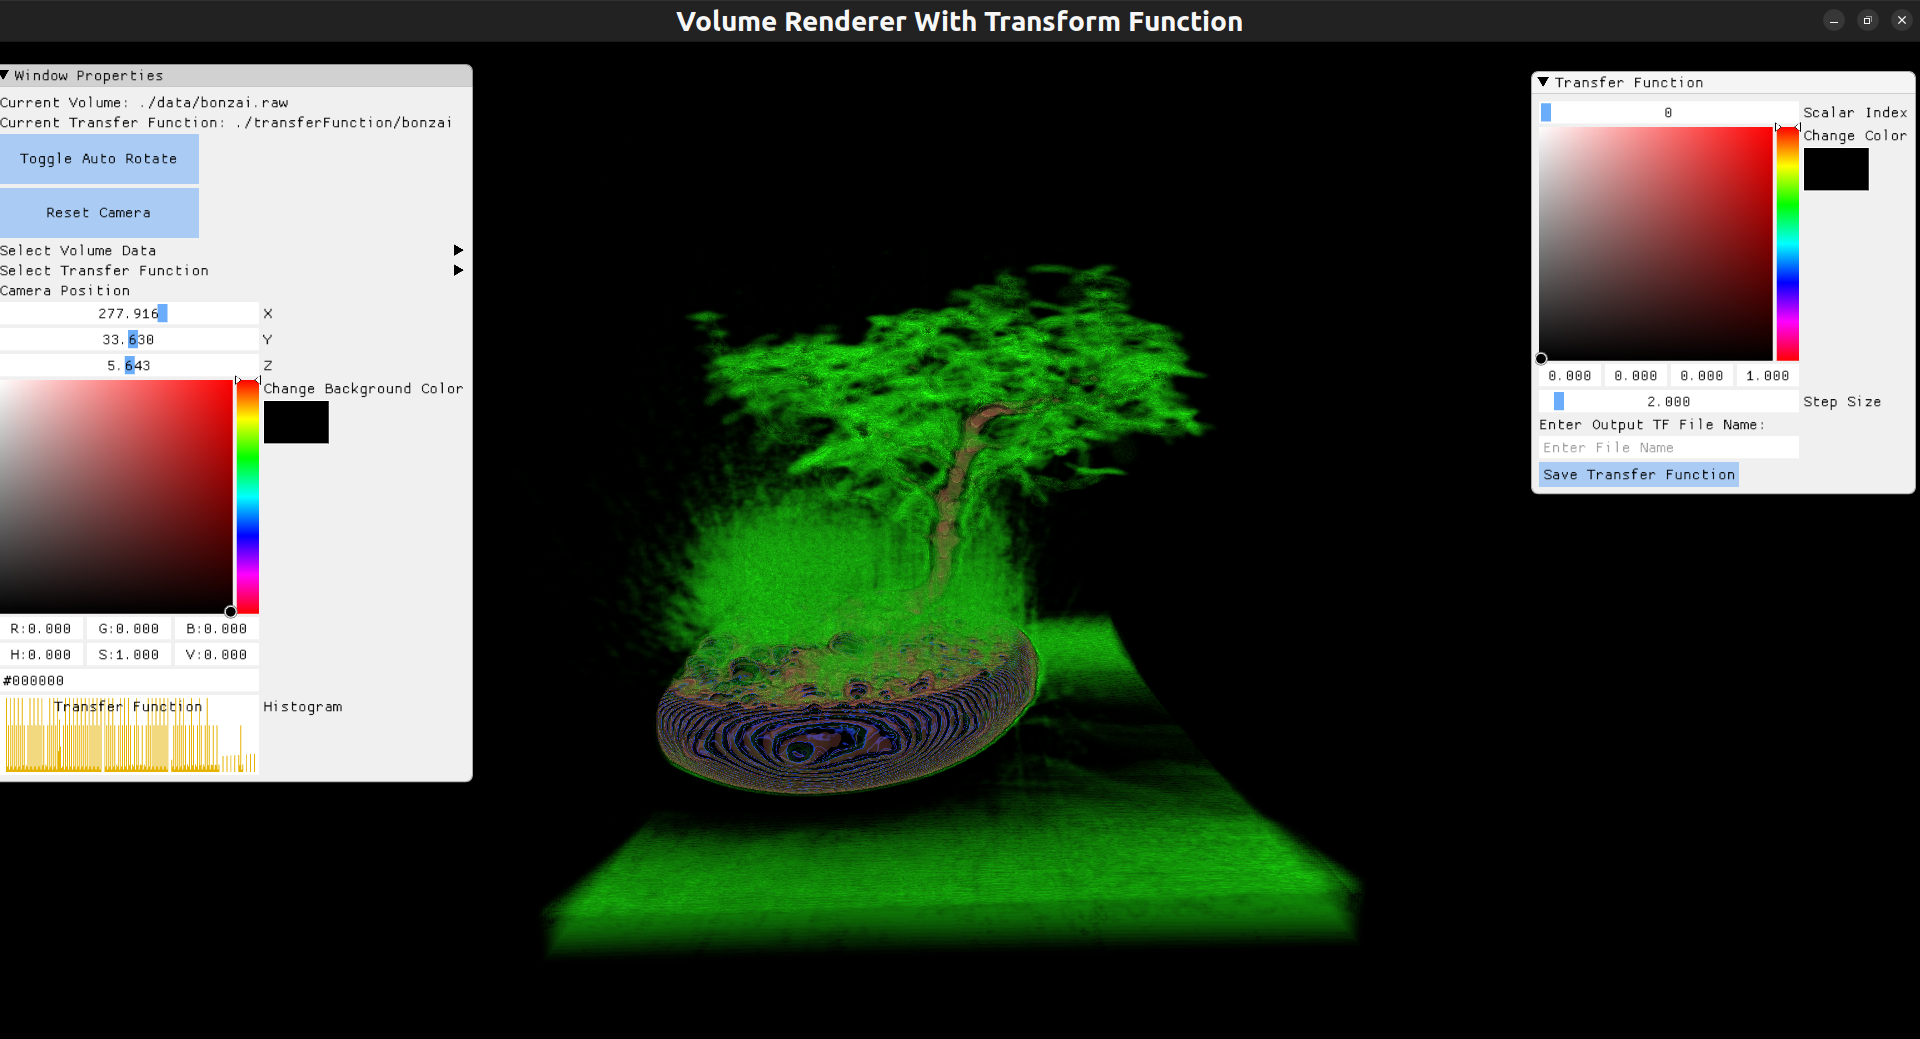 Volume Renderer With Transform Function
Window Properties
Current Volume: ./data/bonzai.raw
Current Transfer Function: ./transferFunction/bonzai
Toggle Auto Rotate
Reset Camera
Select Volume Data
Select Transfer Function
Camera Position
277.916 X
33.630 Y
5.643 Z
Change Background Color
R:0.000 G:0.000 B:0.000
H:0.000 S:1.000 V:0.000
#000000
Transfer Function Histogram
Transfer Function
0 Scalar Index
Change Color
0.000 0.000 0.000 1.000
2.000 Step Size
Enter Output TF File Name:
Enter File Name
Save Transfer Function